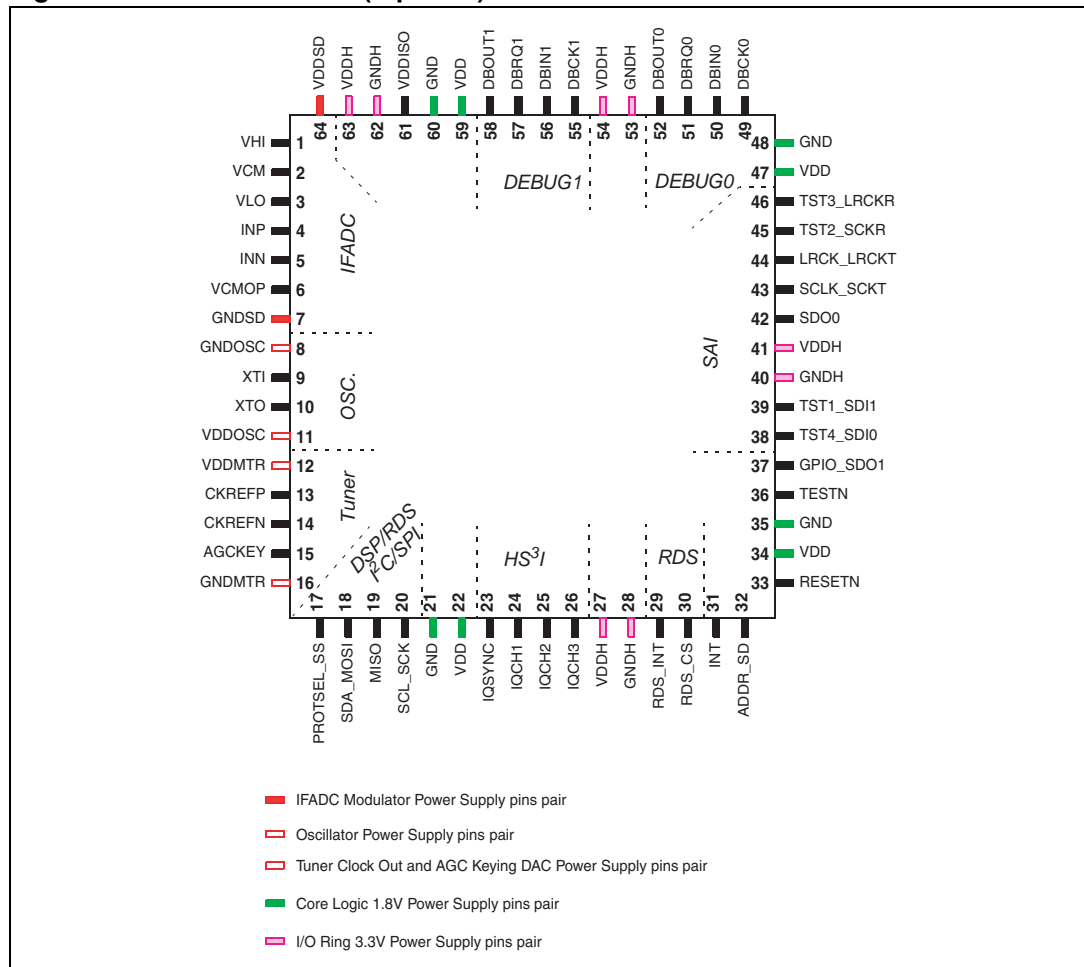 VDDSD
VDDH
GNDH
VDDISO
GND
VDD
DBOUT1
DBRQ1
DBIN1
DBCK1
VDDH
GNDH
DBOUT0
DBRQ0
DBIN0
DBCK0
64
63
62
61
60
59
58
57
56
55
54
53
52
51
50
49
VHI 1
VCM 2
VLO 3
INP 4
INN 5
VCMOP 6
GNDSD 7
GNDOSC 8
XTI 9
XTO 10
VDDOSC 11
VDDMTR 12
CKREFP 13
CKREFN 14
AGCKEY 15
GNDMTR 16
IFADC
OSC.
Tuner
DSP/RDS
I²C/SPI
DEBUG1
DEBUG0
SAI
HS³I
RDS
48 GND
47 VDD
46 TST3_LRCKR
45 TST2_SCKR
44 LRCK_LRCKT
43 SCLK_SCKT
42 SDO0
41 VDDH
40 GNDH
39 TST1_SDI1
38 TST4_SDI0
37 GPIO_SDO1
36 TESTN
35 GND
34 VDD
33 RESETN
17
18
19
20
21
22
23
24
25
26
27
28
29
30
31
32
PROTSEL_SS
SDA_MOSI
MISO
SCL_SCK
GND
VDD
IQSYNC
IQCH1
IQCH2
IQCH3
VDDH
GNDH
RDS_INT
RDS_CS
INT
ADDR_SD
IFADC Modulator Power Supply pins pair
Oscillator Power Supply pins pair
Tuner Clock Out and AGC Keying DAC Power Supply pins pair
Core Logic 1.8V Power Supply pins pair
I/O Ring 3.3V Power Supply pins pair